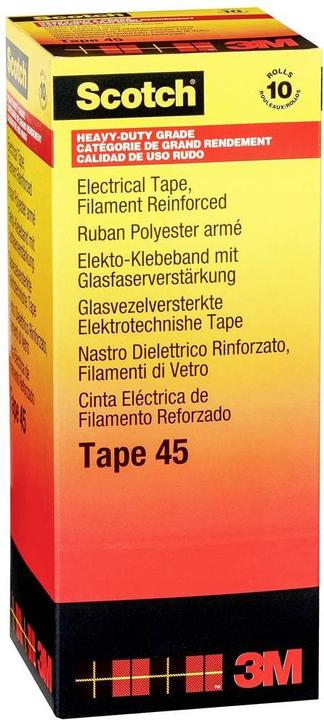 Scotch
ROLLS
10
ROULEAUX/ROLLOS
HEAVY-DUTY GRADE
CATÉGORIE DE GRAND RENDEMENT
CALIDAD DE USO RUDO
Electrical Tape,
Filament Reinforced
Ruban Polyester armé
Elekto-Klebeband mit
Glasfaserverstärkung
Glasvezelversterkte
Elektrotechnishe Tape
Nastro Dielettrico Rinforzato,
Filamenti di Vetro
Cinta Eléctrica de
Filamento Reforzado
Tape 45
3M